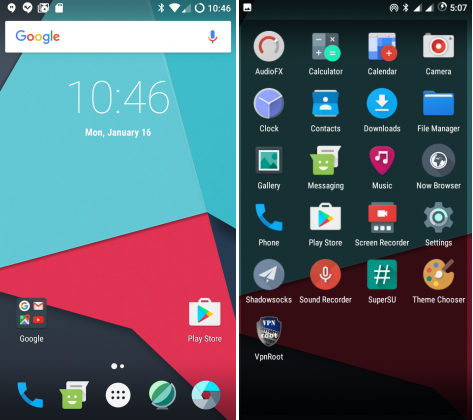 10:46
Google
10:46
Mon, January 16
Google
Play Store
5:07
AudioFX Calculator Calendar Camera
Clock Contacts Downloads File Manager
Gallery Messaging Music Now Browser
Phone Play Store Screen Recorder Settings
Shadowsocks Sound Recorder SuperSU Theme Chooser
VPN
root
VpnRoot